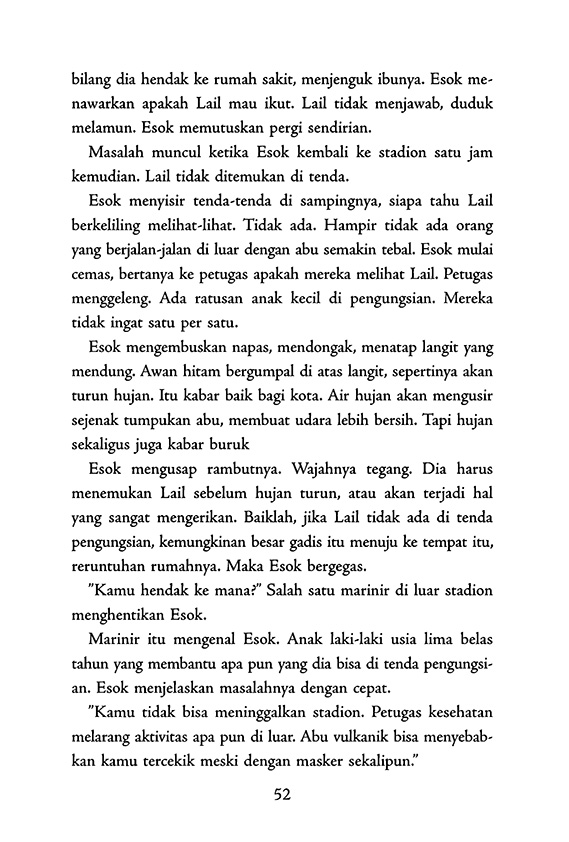 bilang dia hendak ke rumah sakit, menjenguk ibunya. Esok me-
nawarkan apakah Lail mau ikut. Lail tidak menjawab, duduk
melamun. Esok memutuskan pergi sendirian.
Masalah muncul ketika Esok kembali ke stadion satu jam
kemudian. Lail tidak ditemukan di tenda.
Esok menyisir tenda-tenda di sampingnya, siapa tahu Lail
berkeliling melihat-lihat. Tidak ada. Hampir tidak ada orang
yang berjalan-jalan di luar dengan abu semakin tebal. Esok mulai
cemas, bertanya ke petugas apakah mereka melihat Lail. Petugas
menggeleng. Ada ratusan anak kecil di pengungsian. Mereka
tidak ingat satu per satu.
Esok mengembuskan napas, mendongak, menatap langit yang
mendung. Awan hitam bergumpal di atas langit, sepertinya akan
turun hujan. Itu kabar baik bagi kota. Air hujan akan mengusir
sejenak tumpukan abu, membuat udara lebih bersih. Tapi hujan
sekaligus juga kabar buruk
Esok mengusap rambutnya. Wajahnya tegang. Dia harus
menemukan Lail sebelum hujan turun, atau akan terjadi hal
yang sangat mengerikan. Baiklah, jika Lail tidak ada di tenda
pengungsian, kemungkinan besar gadis itu menuju ke tempat itu,
reruntuhan rumahnya. Maka Esok bergegas.
”Kamu hendak ke mana?” Salah satu marinir di luar stadion
menghentikan Esok.
Marinir itu mengenal Esok. Anak laki-laki usia lima belas
tahun yang membantu apa pun yang dia bisa di tenda pengungsi-
an. Esok menjelaskan masalahnya dengan cepat.
”Kamu tidak bisa meninggalkan stadion. Petugas kesehatan
melarang aktivitas apa pun di luar. Abu vulkanik bisa menyebab-
kan kamu tercekik meski dengan masker sekalipun.”
52